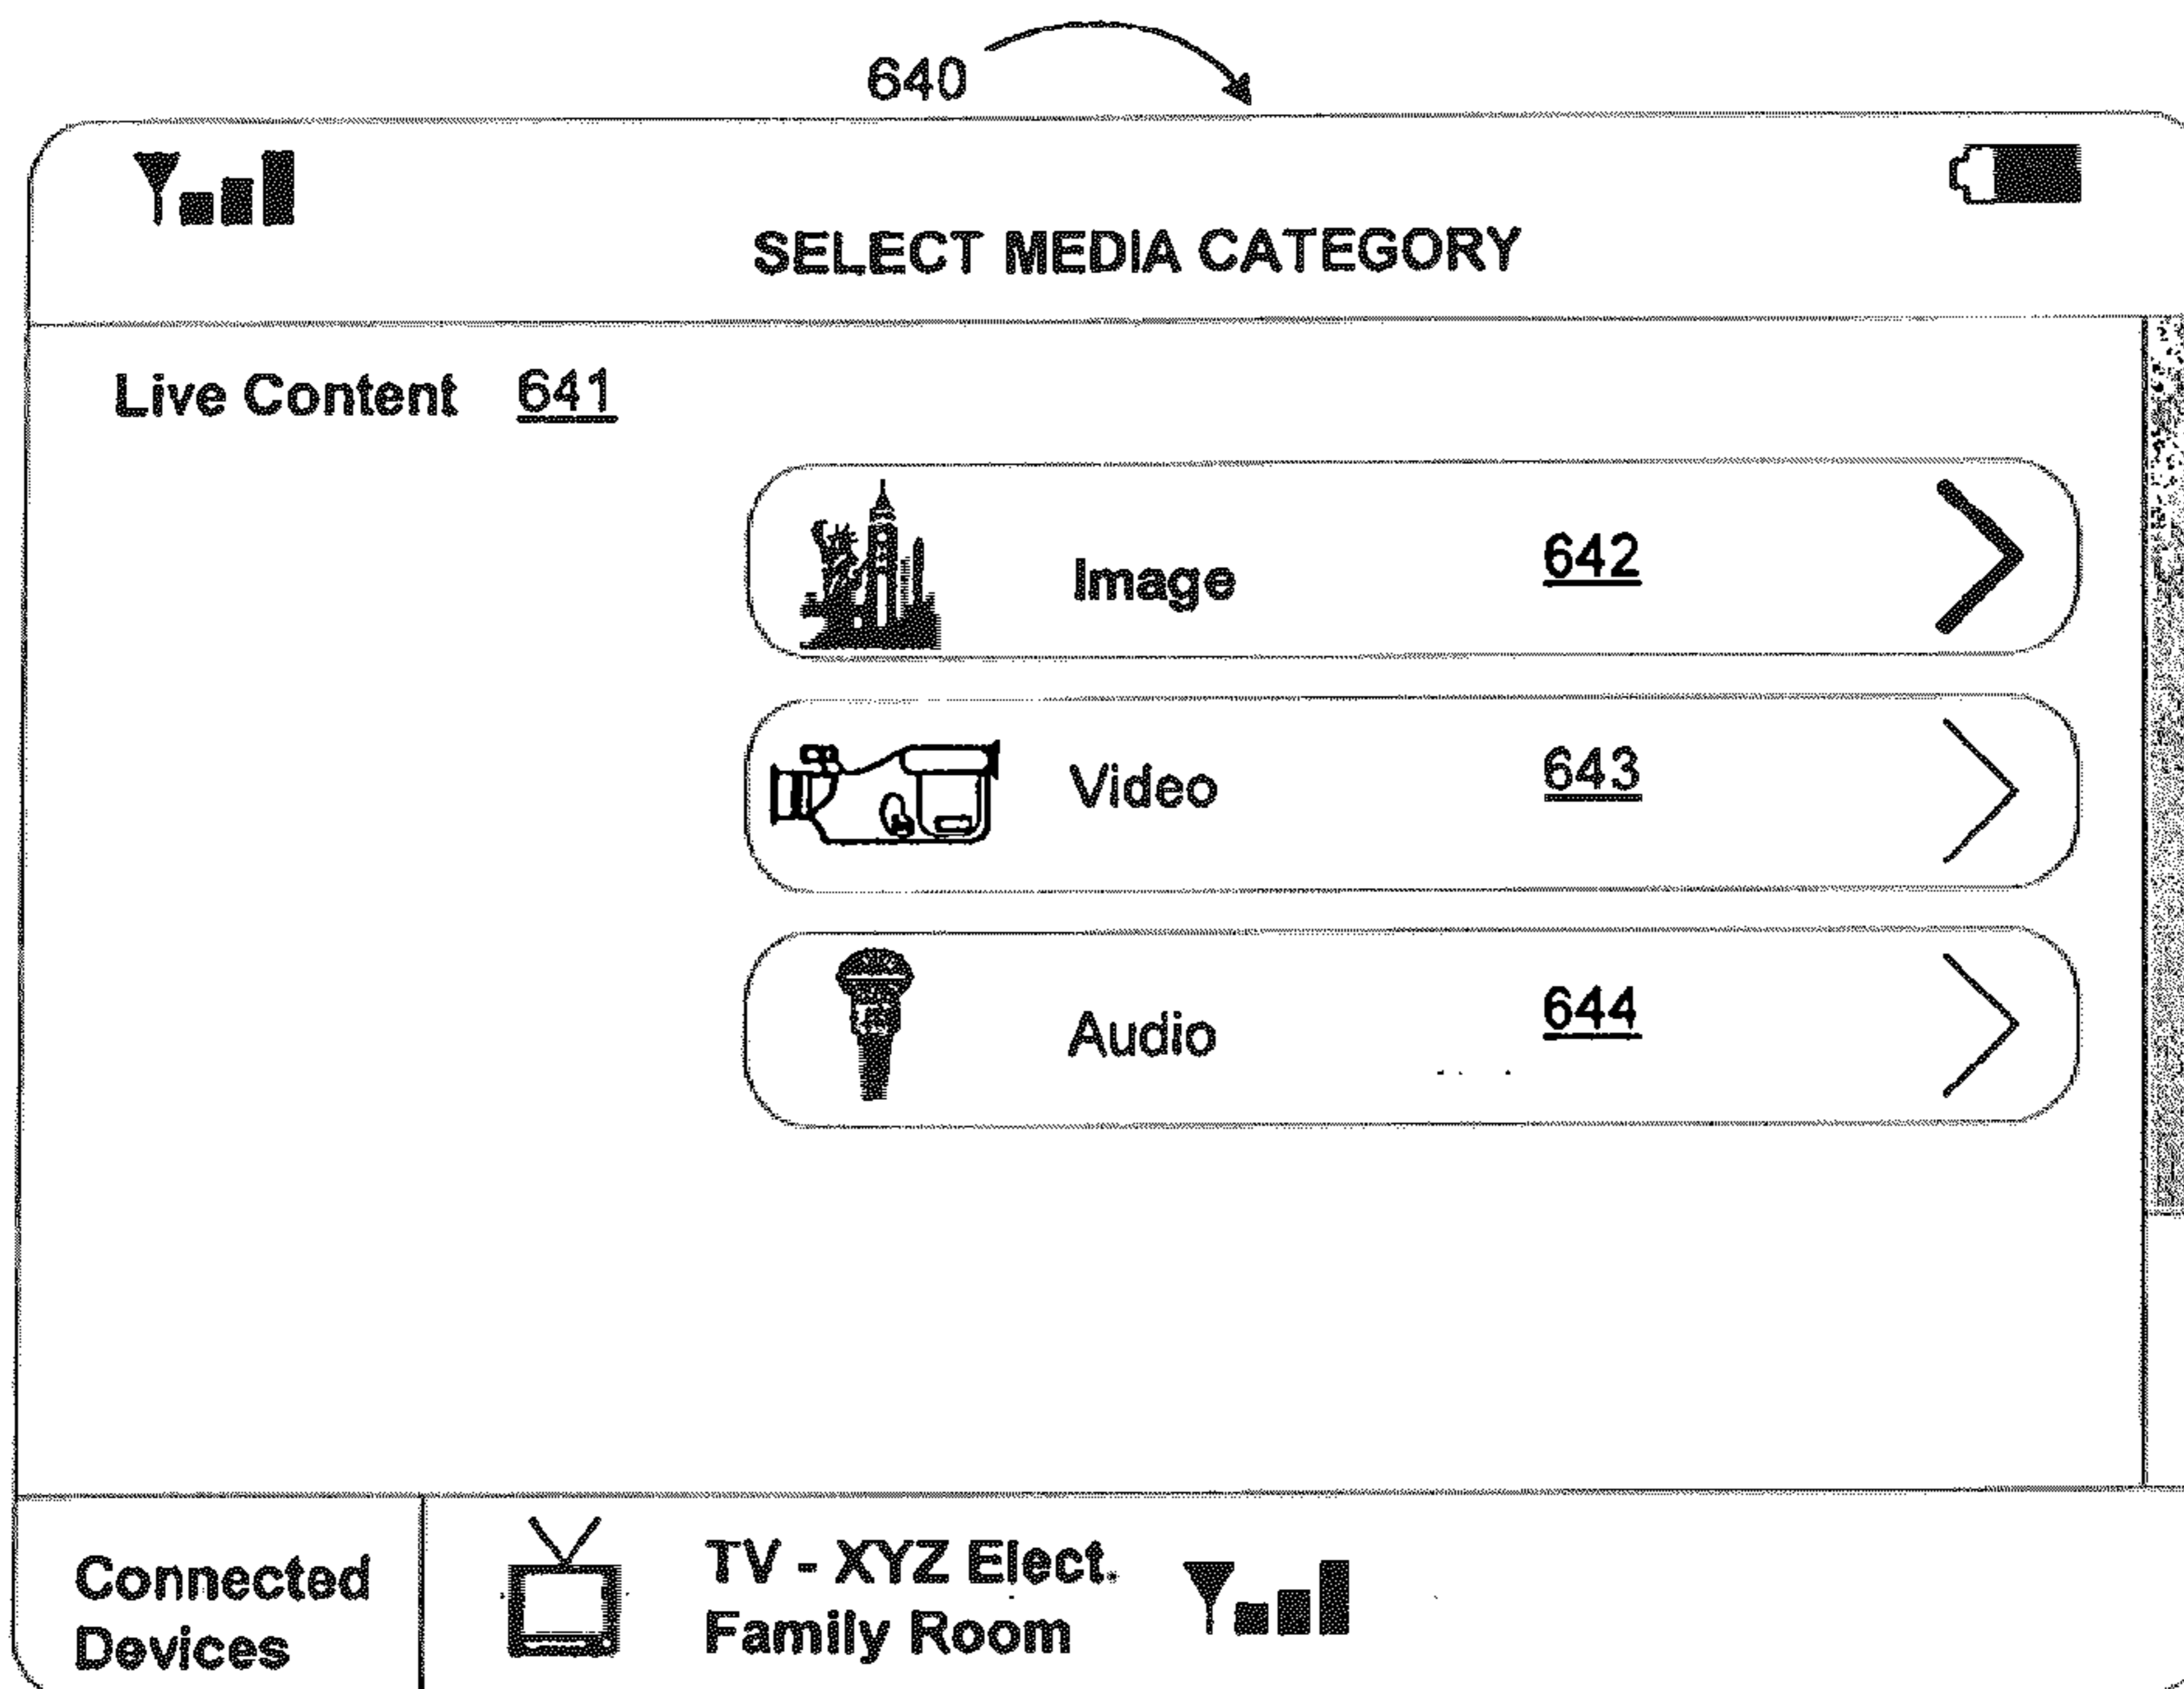 640
SELECT MEDIA CATEGORY
Live Content 641
Image 642
Video 643
Audio 644
Connected
Devices
TV - XYZ Elect.
Family Room